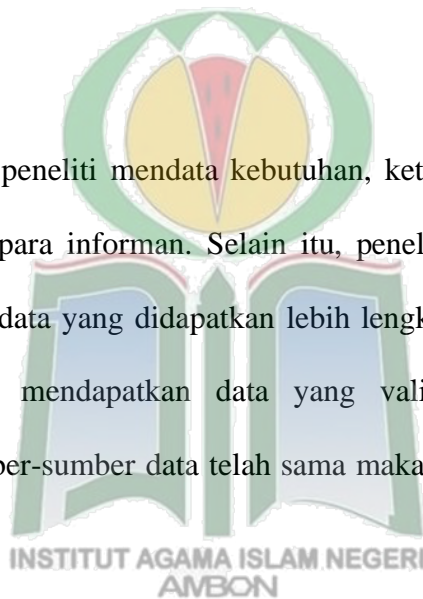 peneliti mendata kebutuhan, ket
para informan. Selain itu, penel
data yang didapatkan lebih lengk
mendapatkan data yang vali
ber-sumber data telah sama maka
INSTITUT AGAMA ISLAM NEGERI
AMBON